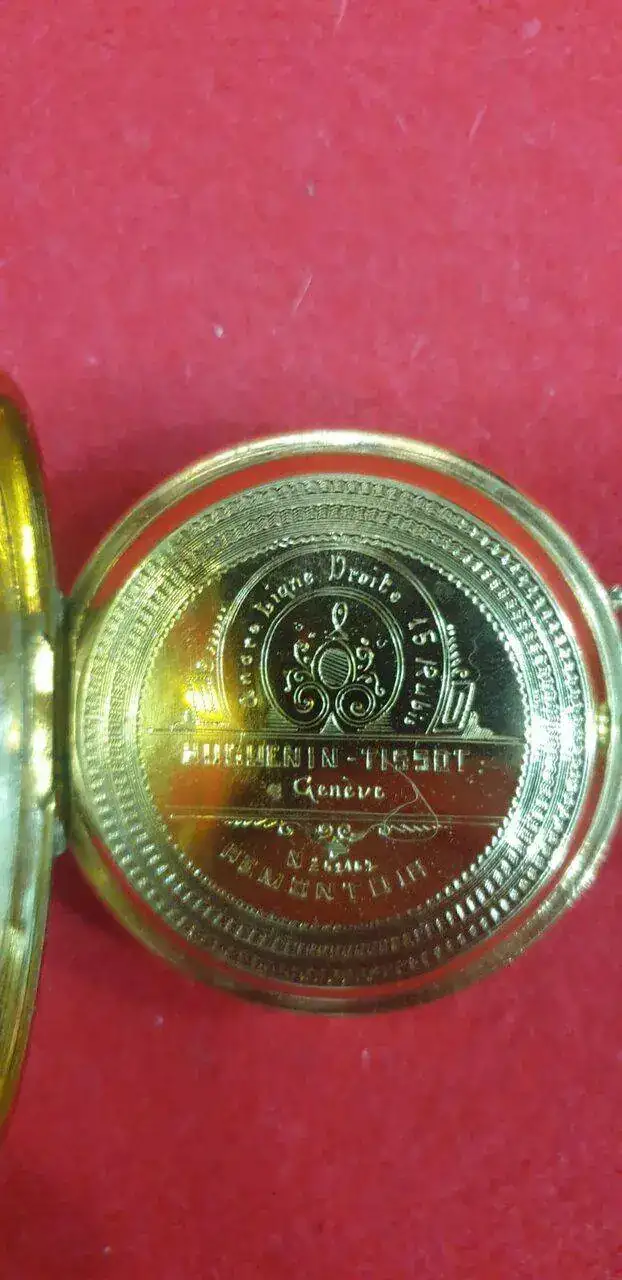 Ancre Ligne Droite 15 Rubis
HUGUENIN-TISSOT
a Genève
REMONTOIR